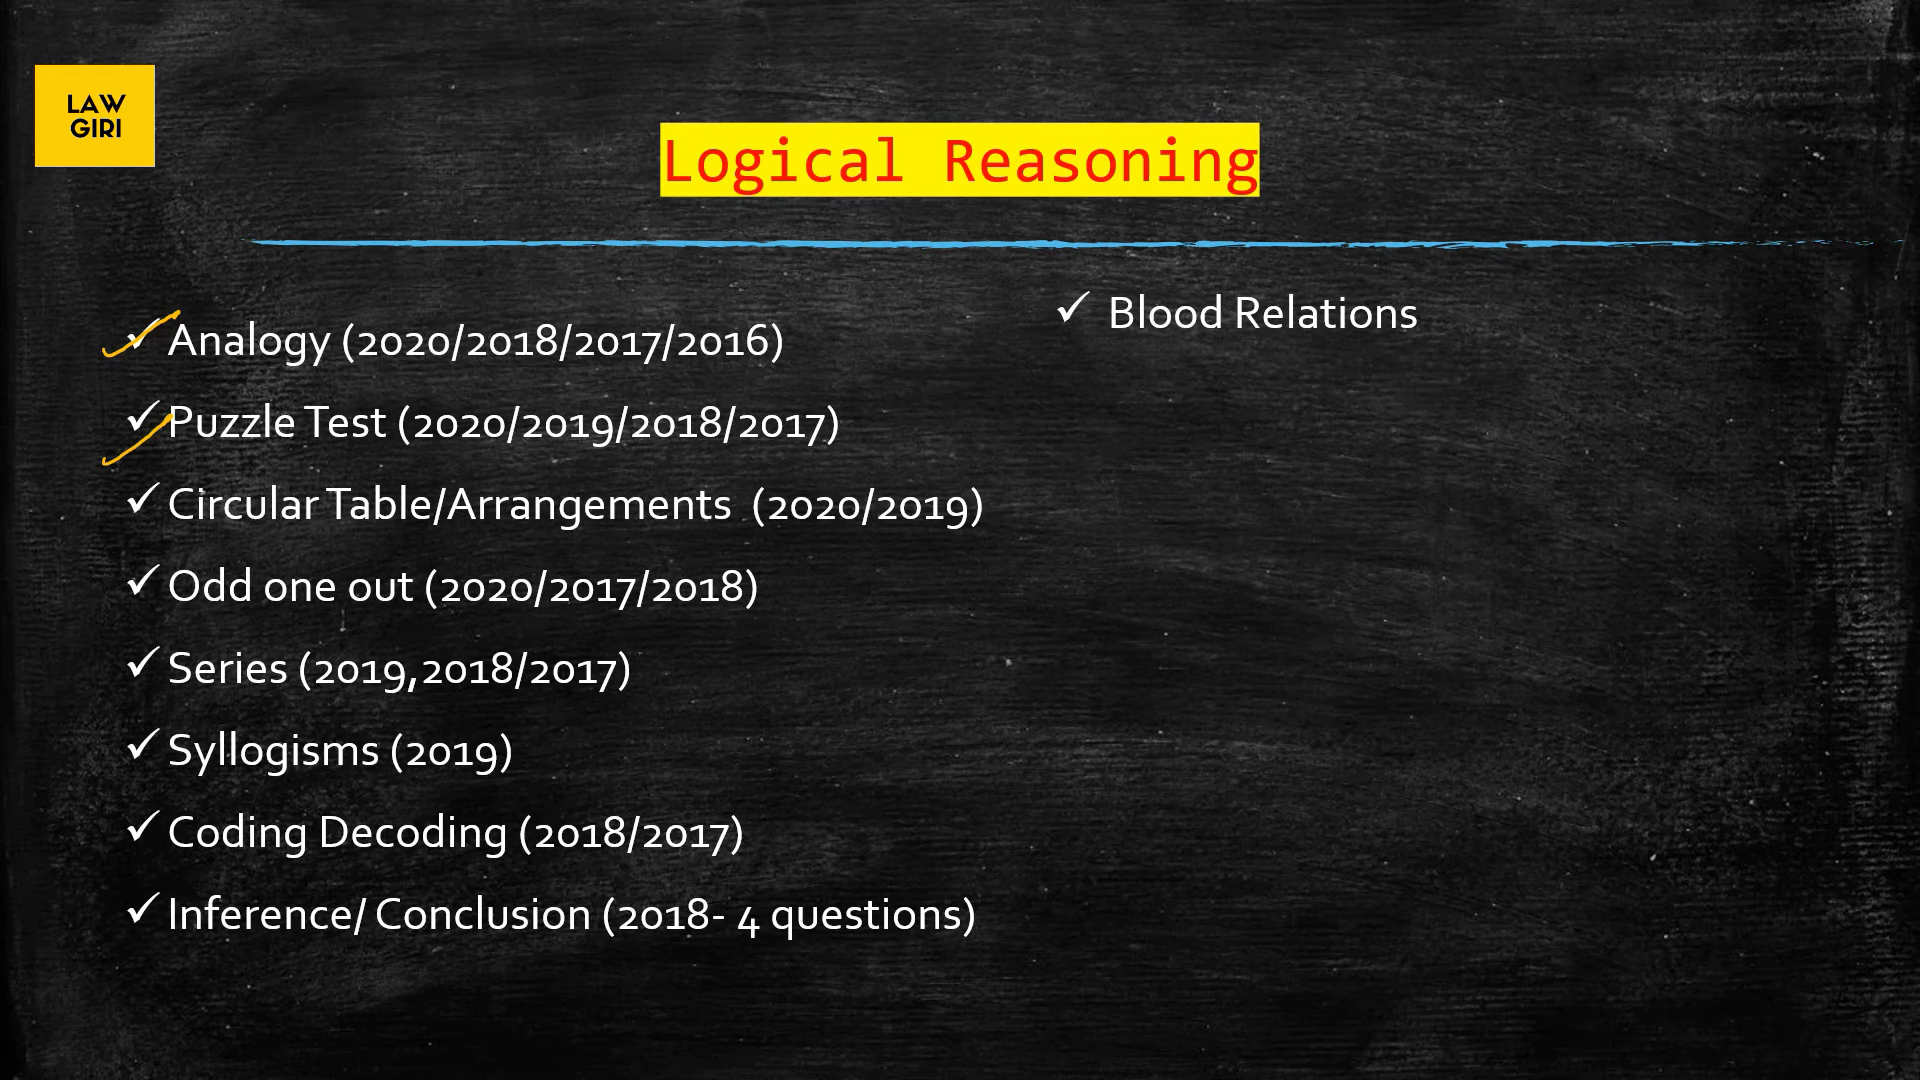 LAW
GIRI
Logical Reasoning
✓ Analogy (2020/2018/2017/2016)
✓ Puzzle Test (2020/2019/2018/2017)
✓ Circular Table/Arrangements (2020/2019)
✓ Odd one out (2020/2017/2018)
✓ Series (2019,2018/2017)
✓ Syllogisms (2019)
✓ Coding Decoding (2018/2017)
✓ Inference/ Conclusion (2018- 4 questions)
✓ Blood Relations